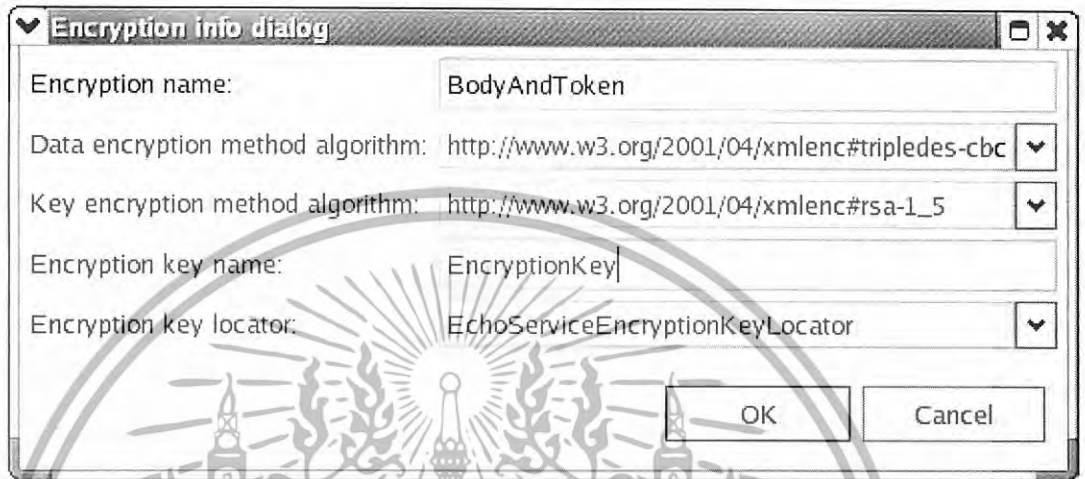 Encryption info dialog
Encryption name: BodyAndToken
Data encryption method algorithm: http://www.w3.org/2001/04/xmlenc#tripledes-cbc
Key encryption method algorithm: http://www.w3.org/2001/04/xmlenc#rsa-1_5
Encryption key name: EncryptionKey
Encryption key locator: EchoServiceEncryptionKeyLocator
OK Cancel